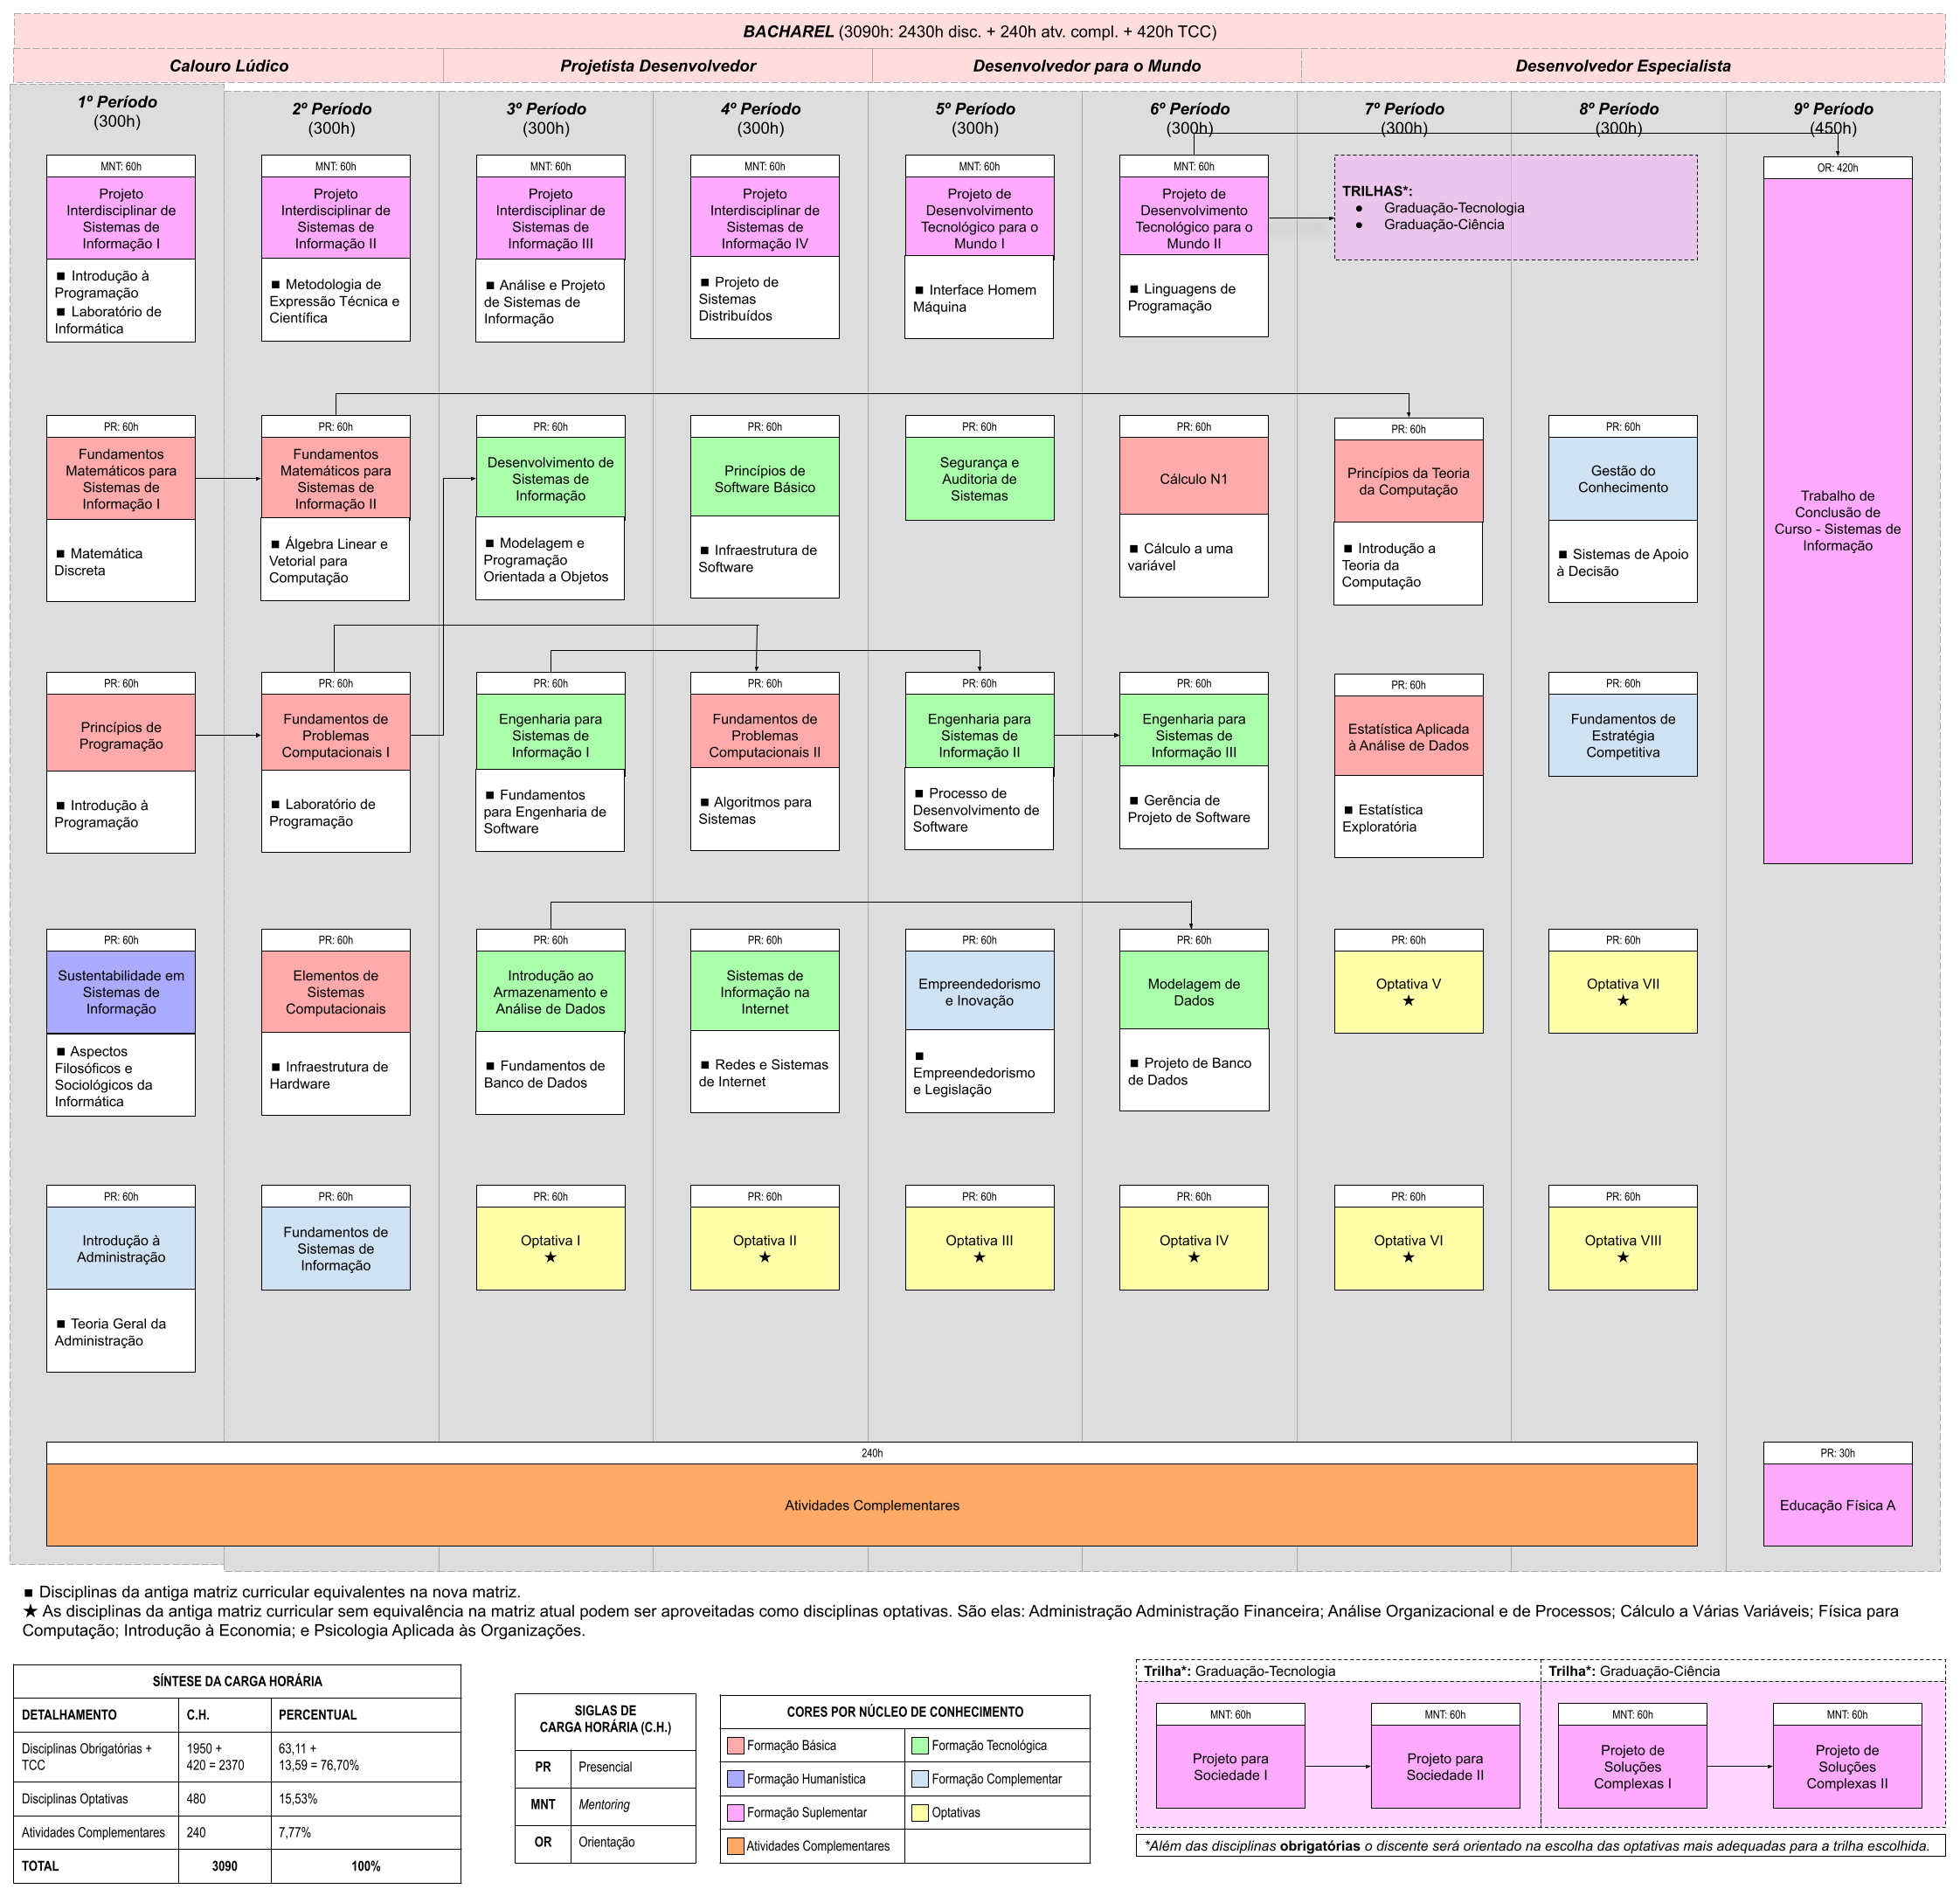 BACHAREL (3090h: 2430h disc. + 240h atv. compl. + 420h TCC)
Calouro Lúdico
Projetista Desenvolvedor
Desenvolvedor para o Mundo
Desenvolvedor Especialista
1º Período
(300h)
2º Período
(300h)
3º Período
(300h)
4º Período
(300h)
5º Período
(300h)
6º Período
(300h)
7º Período
(300h)
8º Período
(300h)
9º Período
(450h)
MNT: 60h
Projeto
Interdisciplinar de
Sistemas de
Informação I
■ Introdução à
Programação
■ Laboratório de
Informática
MNT: 60h
Projeto
Interdisciplinar de
Sistemas de
Informação II
■ Metodologia de
Expressão Técnica e
Científica
MNT: 60h
Projeto
Interdisciplinar de
Sistemas de
Informação III
■ Análise e Projeto
de Sistemas de
Informação
MNT: 60h
Projeto
Interdisciplinar de
Sistemas de
Informação IV
■ Projeto de
Sistemas
Distribuídos
MNT: 60h
Projeto de
Desenvolvimento
Tecnológico para o
Mundo I
■ Interface Homem
Máquina
MNT: 60h
Projeto de
Desenvolvimento
Tecnológico para o
Mundo II
■ Linguagens de
Programação
TRILHAS*:
● Graduação-Tecnologia
● Graduação-Ciência
OR: 420h
Trabalho de
Conclusão de
Curso - Sistemas de
Informação
PR: 60h
Fundamentos
Matemáticos para
Sistemas de
Informação I
■ Matemática
Discreta
PR: 60h
Fundamentos
Matemáticos para
Sistemas de
Informação II
■ Álgebra Linear e
Vetorial para
Computação
PR: 60h
Desenvolvimento de
Sistemas de
Informação
■ Modelagem e
Programação
Orientada a Objetos
PR: 60h
Princípios de
Software Básico
■ Infraestrutura de
Software
PR: 60h
Segurança e
Auditoria de
Sistemas
PR: 60h
Cálculo N1
■ Cálculo a uma
variável
PR: 60h
Princípios da Teoria
da Computação
■ Introdução a
Teoria da
Computação
PR: 60h
Gestão do
Conhecimento
■ Sistemas de Apoio
à Decisão
PR: 60h
Princípios de
Programação
■ Introdução à
Programação
PR: 60h
Fundamentos de
Problemas
Computacionais I
■ Laboratório de
Programação
PR: 60h
Engenharia para
Sistemas de
Informação I
■ Fundamentos
para Engenharia de
Software
PR: 60h
Fundamentos de
Problemas
Computacionais II
■ Algoritmos para
Sistemas
PR: 60h
Engenharia para
Sistemas de
Informação II
■ Processo de
Desenvolvimento de
Software
PR: 60h
Engenharia para
Sistemas de
Informação III
■ Gerência de
Projeto de Software
PR: 60h
Estatística Aplicada
à Análise de Dados
■ Estatística
Exploratória
PR: 60h
Fundamentos de
Estratégia
Competitiva
PR: 60h
Sustentabilidade em
Sistemas de
Informação
■ Aspectos
Filosóficos e
Sociológicos da
Informática
PR: 60h
Elementos de
Sistemas
Computacionais
■ Infraestrutura de
Hardware
PR: 60h
Introdução ao
Armazenamento e
Análise de Dados
■ Fundamentos de
Banco de Dados
PR: 60h
Sistemas de
Informação na
Internet
■ Redes e Sistemas
de Internet
PR: 60h
Empreendedorismo
e Inovação
■
Empreendedorismo
e Legislação
PR: 60h
Modelagem de
Dados
■ Projeto de Banco
de Dados
PR: 60h
Optativa V
★
PR: 60h
Optativa VII
★
PR: 60h
Introdução à
Administração
■ Teoria Geral da
Administração
PR: 60h
Fundamentos de
Sistemas de
Informação
PR: 60h
Optativa I
★
PR: 60h
Optativa II
★
PR: 60h
Optativa III
★
PR: 60h
Optativa IV
★
PR: 60h
Optativa VI
★
PR: 60h
Optativa VIII
★
240h
Atividades Complementares
PR: 30h
Educação Física A
■ Disciplinas da antiga matriz curricular equivalentes na nova matriz.
★ As disciplinas da antiga matriz curricular sem equivalência na matriz atual podem ser aproveitadas como disciplinas optativas. São elas: Administração Administração Financeira; Análise Organizacional e de Processos; Cálculo a Várias Variáveis; Física para
Computação; Introdução à Economia; e Psicologia Aplicada às Organizações.
SÍNTESE DA CARGA HORÁRIA
DETALHAMENTO C.H. PERCENTUAL
Disciplinas Obrigatórias + 1950 + 63,11 +
TCC 420 = 2370 13,59 = 76,70%
Disciplinas Optativas 480 15,53%
Atividades Complementares 240 7,77%
TOTAL 3090 100%
SIGLAS DE
CARGA HORÁRIA (C.H.)
PR Presencial
MNT Mentoring
OR Orientação
CORES POR NÚCLEO DE CONHECIMENTO
Formação Básica Formação Tecnológica
Formação Humanística Formação Complementar
Formação Suplementar Optativas
Atividades Complementares
Trilha*: Graduação-Tecnologia
MNT: 60h
Projeto para
Sociedade I
MNT: 60h
Projeto para
Sociedade II
Trilha*: Graduação-Ciência
MNT: 60h
Projeto de
Soluções
Complexas I
MNT: 60h
Projeto de
Soluções
Complexas II
*Além das disciplinas obrigatórias o discente será orientado na escolha das optativas mais adequadas para a trilha escolhida.